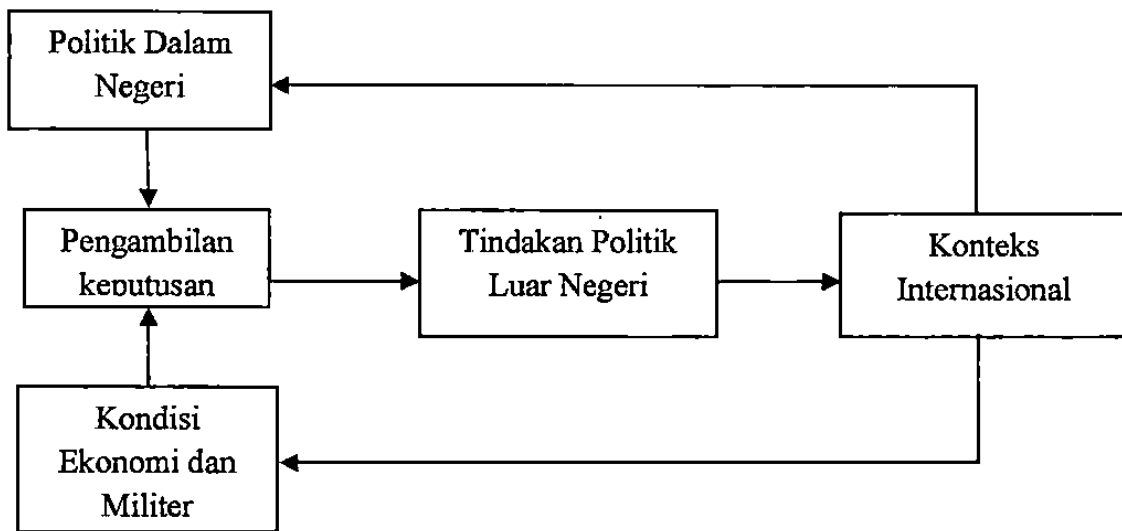 Politik Dalam
Negeri
Pengambilan
keputusan
Tindakan Politik
Luar Negeri
Konteks
Internasional
Kondisi
Ekonomi dan
Militer